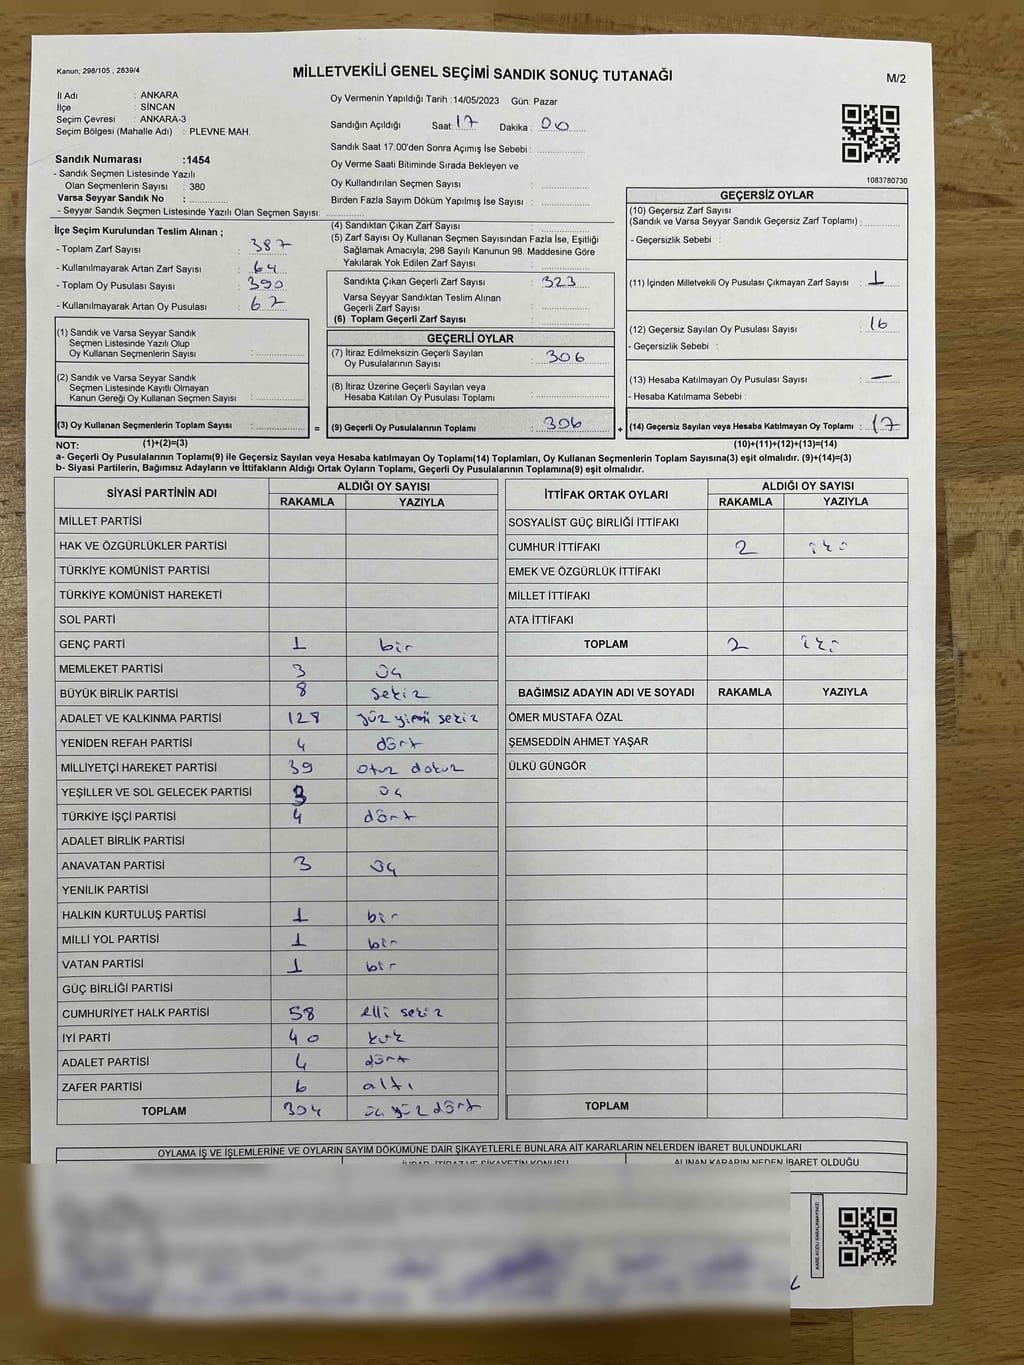 Kanun; 298/105 , 2839/4
MİLLETVEKİLİ GENEL SEÇİMİ SANDIK SONUÇ TUTANAĞI
M/2
İl Adı : ANKARA
İlçe : SİNCAN
Seçim Çevresi : ANKARA-3
Seçim Bölgesi (Mahalle Adı) : PLEVNE MAH.
Sandık Numarası :1454
- Sandık Seçmen Listesinde Yazılı
Olan Seçmenlerin Sayısı : 380
Varsa Seyyar Sandık No :
- Seyyar Sandık Seçmen Listesinde Yazılı Olan Seçmen Sayısı:
Oy Vermenin Yapıldığı Tarih :14/05/2023 Gün: Pazar
Sandığın Açıldığı Saat: 17 Dakika : 00
Sandık Saat 17:00'den Sonra Açımış İse Sebebi :
Oy Verme Saati Bitiminde Sırada Bekleyen ve
Oy Kullandırılan Seçmen Sayısı :
Birden Fazla Sayım Döküm Yapılmış İse Sayısı :
1083780730
İlçe Seçim Kurulundan Teslim Alınan ;
- Toplam Zarf Sayısı : 387
- Kullanılmayarak Artan Zarf Sayısı : 64
- Toplam Oy Pusulası Sayısı : 390
- Kullanılmayarak Artan Oy Pusulası : 67
(1) Sandık ve Varsa Seyyar Sandık
Seçmen Listesinde Yazılı Olup
Oy Kullanan Seçmenlerin Sayısı :
(2) Sandık ve Varsa Seyyar Sandık
Seçmen Listesinde Kayıtlı Olmayan
Kanun Gereği Oy Kullanan Seçmen Sayısı :
(3) Oy Kullanan Seçmenlerin Toplam Sayısı :
=
(4) Sandıktan Çıkan Zarf Sayısı :
(5) Zarf Sayısı Oy Kullanan Seçmen Sayısından Fazla İse, Eşitliği
Sağlamak Amacıyla; 298 Sayılı Kanunun 98. Maddesine Göre
Yakılarak Yok Edilen Zarf Sayısı :
Sandıkta Çıkan Geçerli Zarf Sayısı : 323
Varsa Seyyar Sandıktan Teslim Alınan
Geçerli Zarf Sayısı :
(6) Toplam Geçerli Zarf Sayısı :
GEÇERLİ OYLAR
(7) İtiraz Edilmeksizin Geçerli Sayılan
Oy Pusulalarının Sayısı : 306
(8) İtiraz Üzerine Geçerli Sayılan veya
Hesaba Katılan Oy Pusulası Toplamı :
(9) Geçerli Oy Pusulalarının Toplamı : 306
+
GEÇERSİZ OYLAR
(10) Geçersiz Zarf Sayısı
(Sandık ve Varsa Seyyar Sandık Geçersiz Zarf Toplamı) :
- Geçersizlik Sebebi :
(11) İçinden Milletvekili Oy Pusulası Çıkmayan Zarf Sayısı : 1
(12) Geçersiz Sayılan Oy Pusulası Sayısı : 16
- Geçersizlik Sebebi :
(13) Hesaba Katılmayan Oy Pusulası Sayısı : —
- Hesaba Katılmama Sebebi :
(14) Geçersiz Sayılan veya Hesaba Katılmayan Oy Toplamı : 17
NOT: (1)+(2)=(3) (10)+(11)+(12)+(13)=(14)
a- Geçerli Oy Pusulalarının Toplamı(9) ile Geçersiz Sayılan veya Hesaba Katılmayan Oy Toplamı(14) Toplamları, Oy Kullanan Seçmenlerin Toplam Sayısına(3) eşit olmalıdır. (9)+(14)=(3)
b- Siyasi Partilerin, Bağımsız Adayların ve İttifakların Aldığı Ortak Oyların Toplamı, Geçerli Oy Pusulalarının Toplamına(9) eşit olmalıdır.
SİYASİ PARTİNİN ADI ALDIĞI OY SAYISI
RAKAMLA YAZIYLA
MİLLET PARTİSİ
HAK VE ÖZGÜRLÜKLER PARTİSİ
TÜRKİYE KOMÜNİST PARTİSİ
TÜRKİYE KOMÜNİST HAREKETİ
SOL PARTİ
GENÇ PARTİ 1 bir
MEMLEKET PARTİSİ 3 üç
BÜYÜK BİRLİK PARTİSİ 8 sekiz
ADALET VE KALKINMA PARTİSİ 128 yüz yirmi sekiz
YENİDEN REFAH PARTİSİ 4 dört
MİLLİYETÇİ HAREKET PARTİSİ 39 otuz dokuz
YEŞİLLER VE SOL GELECEK PARTİSİ 3 üç
TÜRKİYE İŞÇİ PARTİSİ 4 dört
ADALET BİRLİK PARTİSİ
ANAVATAN PARTİSİ 3 üç
YENİLİK PARTİSİ
HALKIN KURTULUŞ PARTİSİ 1 bir
MİLLİ YOL PARTİSİ 1 bir
VATAN PARTİSİ 1 bir
GÜÇ BİRLİĞİ PARTİSİ
CUMHURİYET HALK PARTİSİ 58 elli sekiz
İYİ PARTİ 40 kırk
ADALET PARTİSİ 4 dört
ZAFER PARTİSİ 6 altı
TOPLAM 304 üç yüz dört
İTTİFAK ORTAK OYLARI ALDIĞI OY SAYISI
RAKAMLA YAZIYLA
SOSYALİST GÜÇ BİRLİĞİ İTTİFAKI
CUMHUR İTTİFAKI 2 iki
EMEK VE ÖZGÜRLÜK İTTİFAKI
MİLLET İTTİFAKI
ATA İTTİFAKI
TOPLAM 2 iki
BAĞIMSIZ ADAYIN ADI VE SOYADI RAKAMLA YAZIYLA
ÖMER MUSTAFA ÖZAL
ŞEMSEDDİN AHMET YAŞAR
ÜLKÜ GÜNGÖR
TOPLAM
OYLAMA İŞ VE İŞLEMLERİNE VE OYLARIN SAYIM DÖKÜMÜNE DAİR ŞİKAYETLERLE BUNLARA AİT KARARLARIN NELERDEN İBARET BULUNDUKLARI
İHBAR, İTİRAZ VE ŞİKAYETİN KONUSU ALINAN KARARIN NEDEN İBARET OLDUĞU
KARE KODU KARALAMAYINIZ!